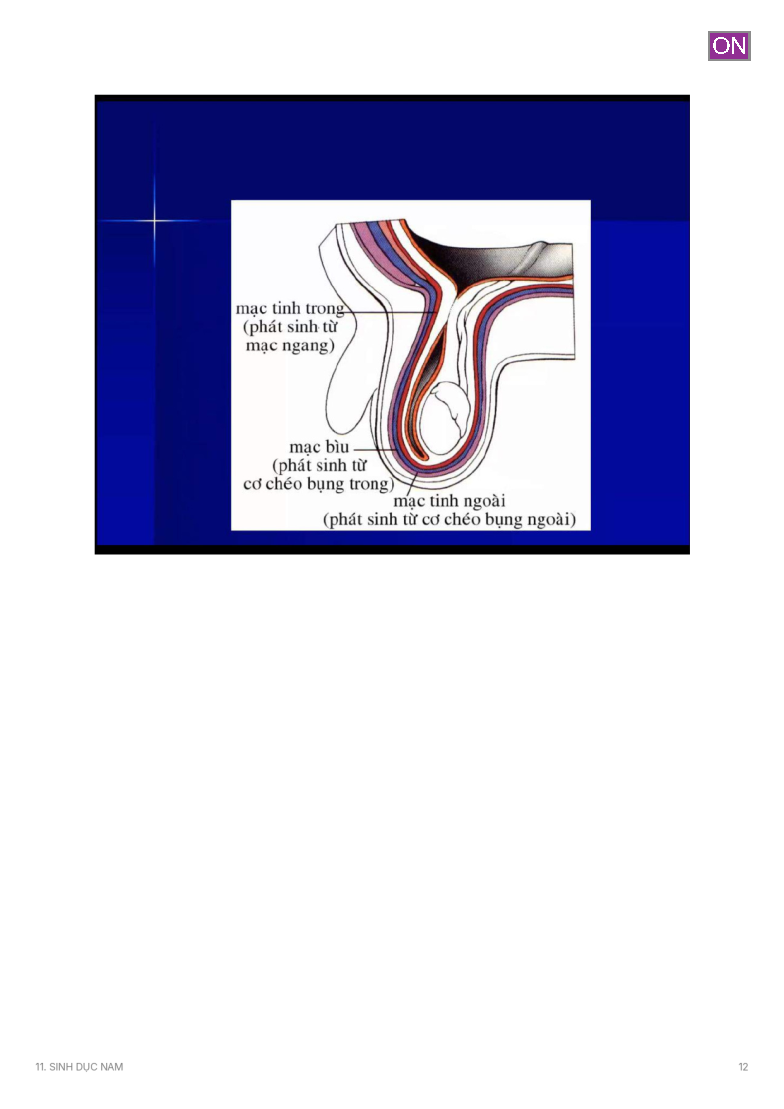 ON
mạc tinh trong
(phát sinh từ
mạc ngang)
mạc bìu
(phát sinh từ
cơ chéo bụng trong)
mạc tinh ngoài
(phát sinh từ cơ chéo bụng ngoài)
11. SINH DỤC NAM
12